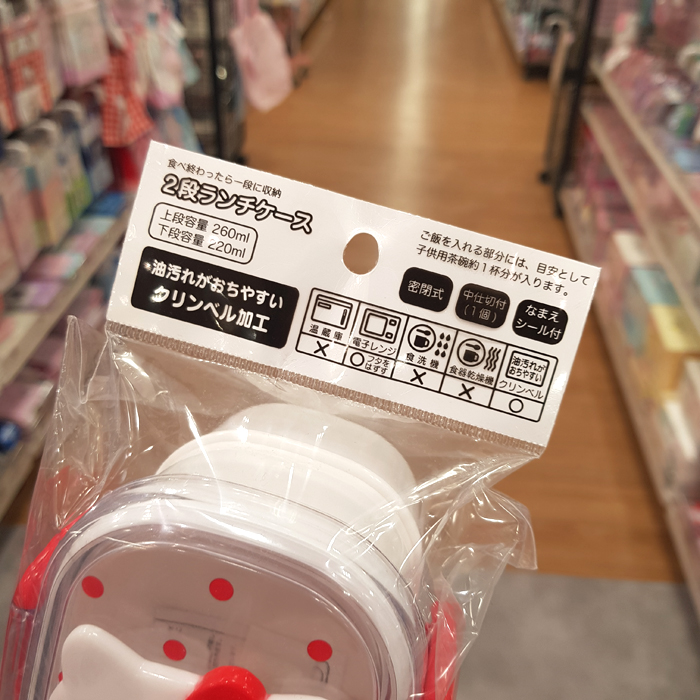 食べ終わったら一段に収納
2段ランチケース
上段容量 260ml
下段容量 220ml
油汚れがおちやすい
クリンベル加工
ご飯を入れる部分には、目安として
子供用茶碗約1杯分が入ります。
密閉式
中仕切付
(1個)
なまえ
シール付
温蔵庫
×
電子レンジ
○ フタを
はずす
食洗機
×
食器乾燥機
×
油汚れが
おちやすい
クリンベル
○